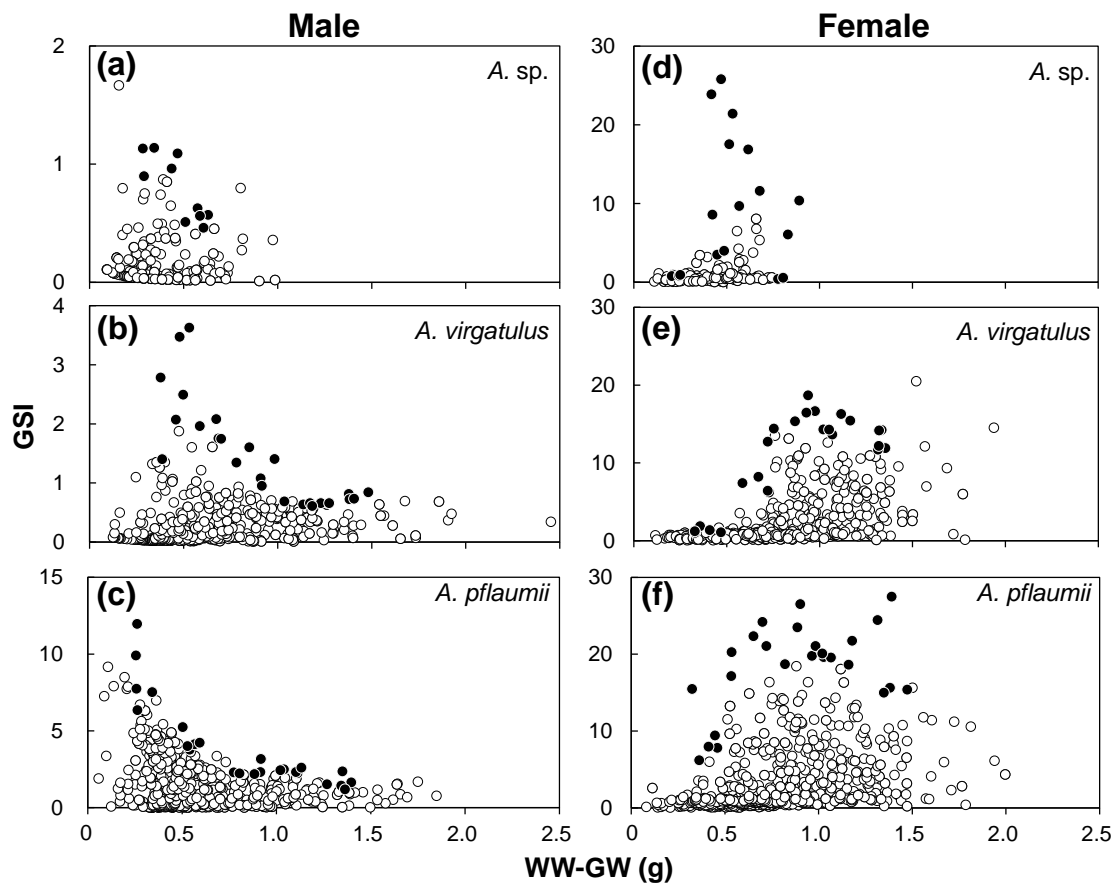 Male Female
(a) A. sp.
2
1
0
(d) A. sp.
30
20
10
0
(b) A. virgatulus
4
3
2
1
0
(e) A. virgatulus
30
20
10
0
GSI
(c) A. pflaumii
15
10
5
0
(f) A. pflaumii
30
20
10
0
0 0.5 1.0 1.5 2.0 2.5
0 0.5 1.0 1.5 2.0 2.5
WW-GW (g)